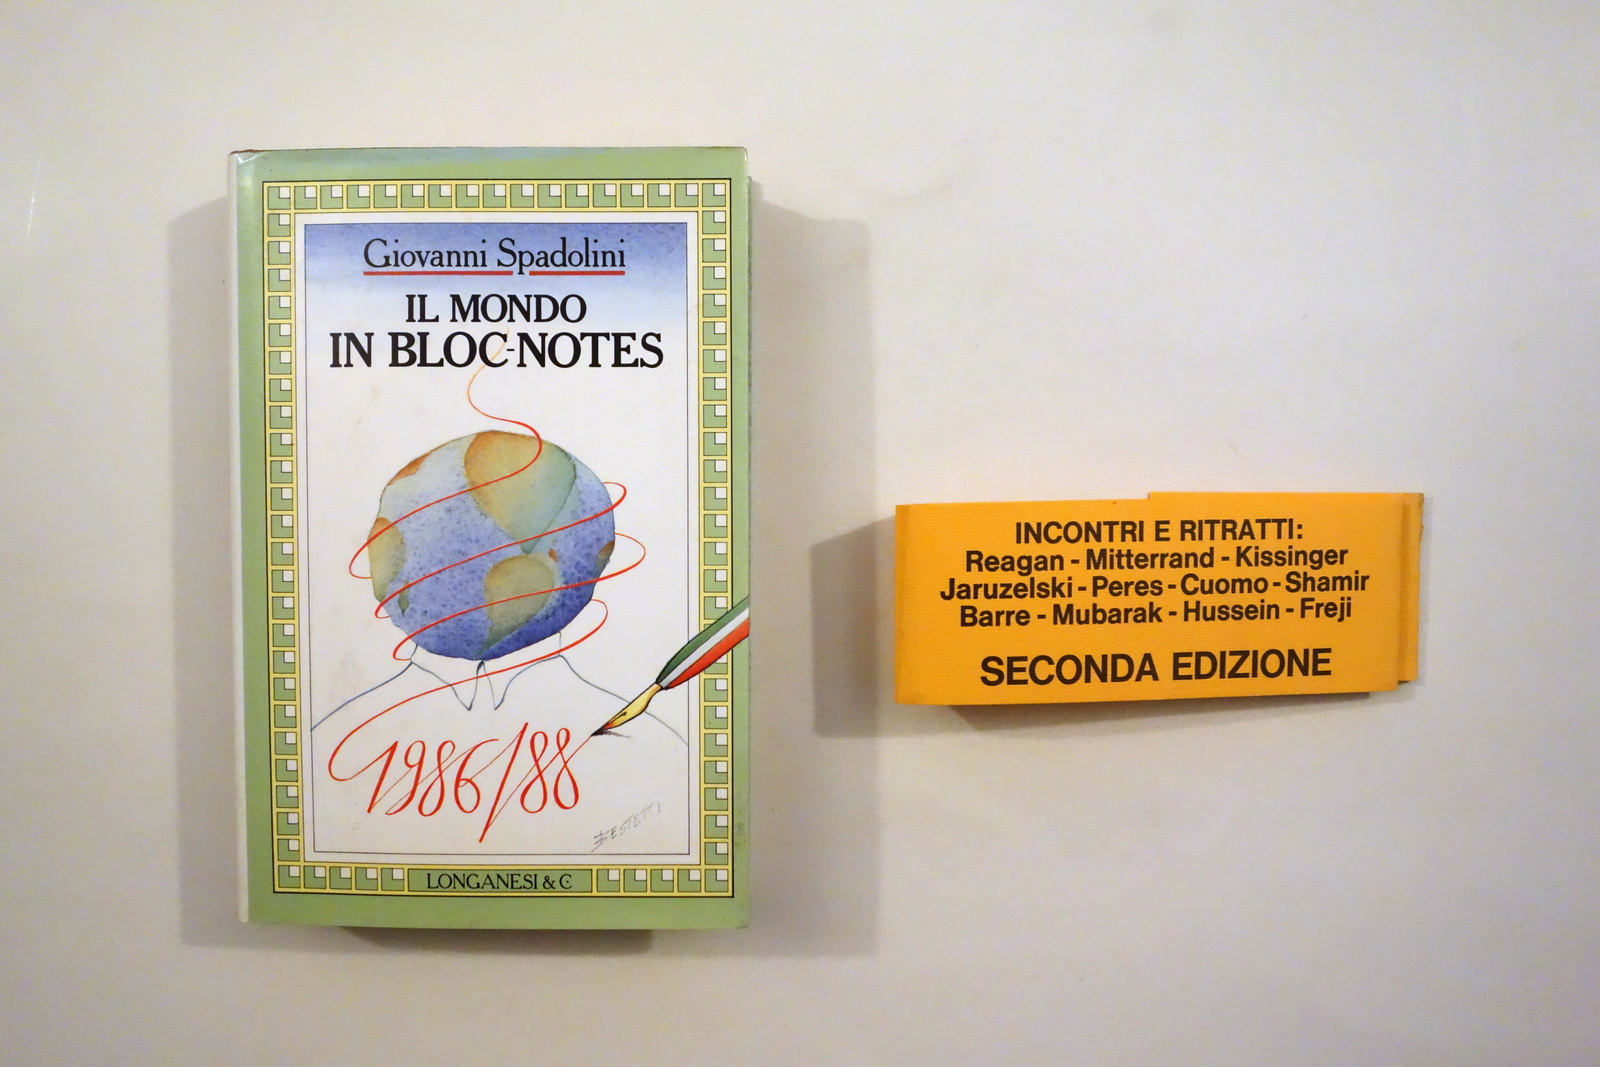 Giovanni Spadolini
IL MONDO
IN BLOC-NOTES
1986/88
BESTETTI
LONGANESI & C
INCONTRI E RITRATTI:
Reagan - Mitterrand - Kissinger
Jaruzelski - Peres - Cuomo - Shamir
Barre - Mubarak - Hussein - Freji
SECONDA EDIZIONE